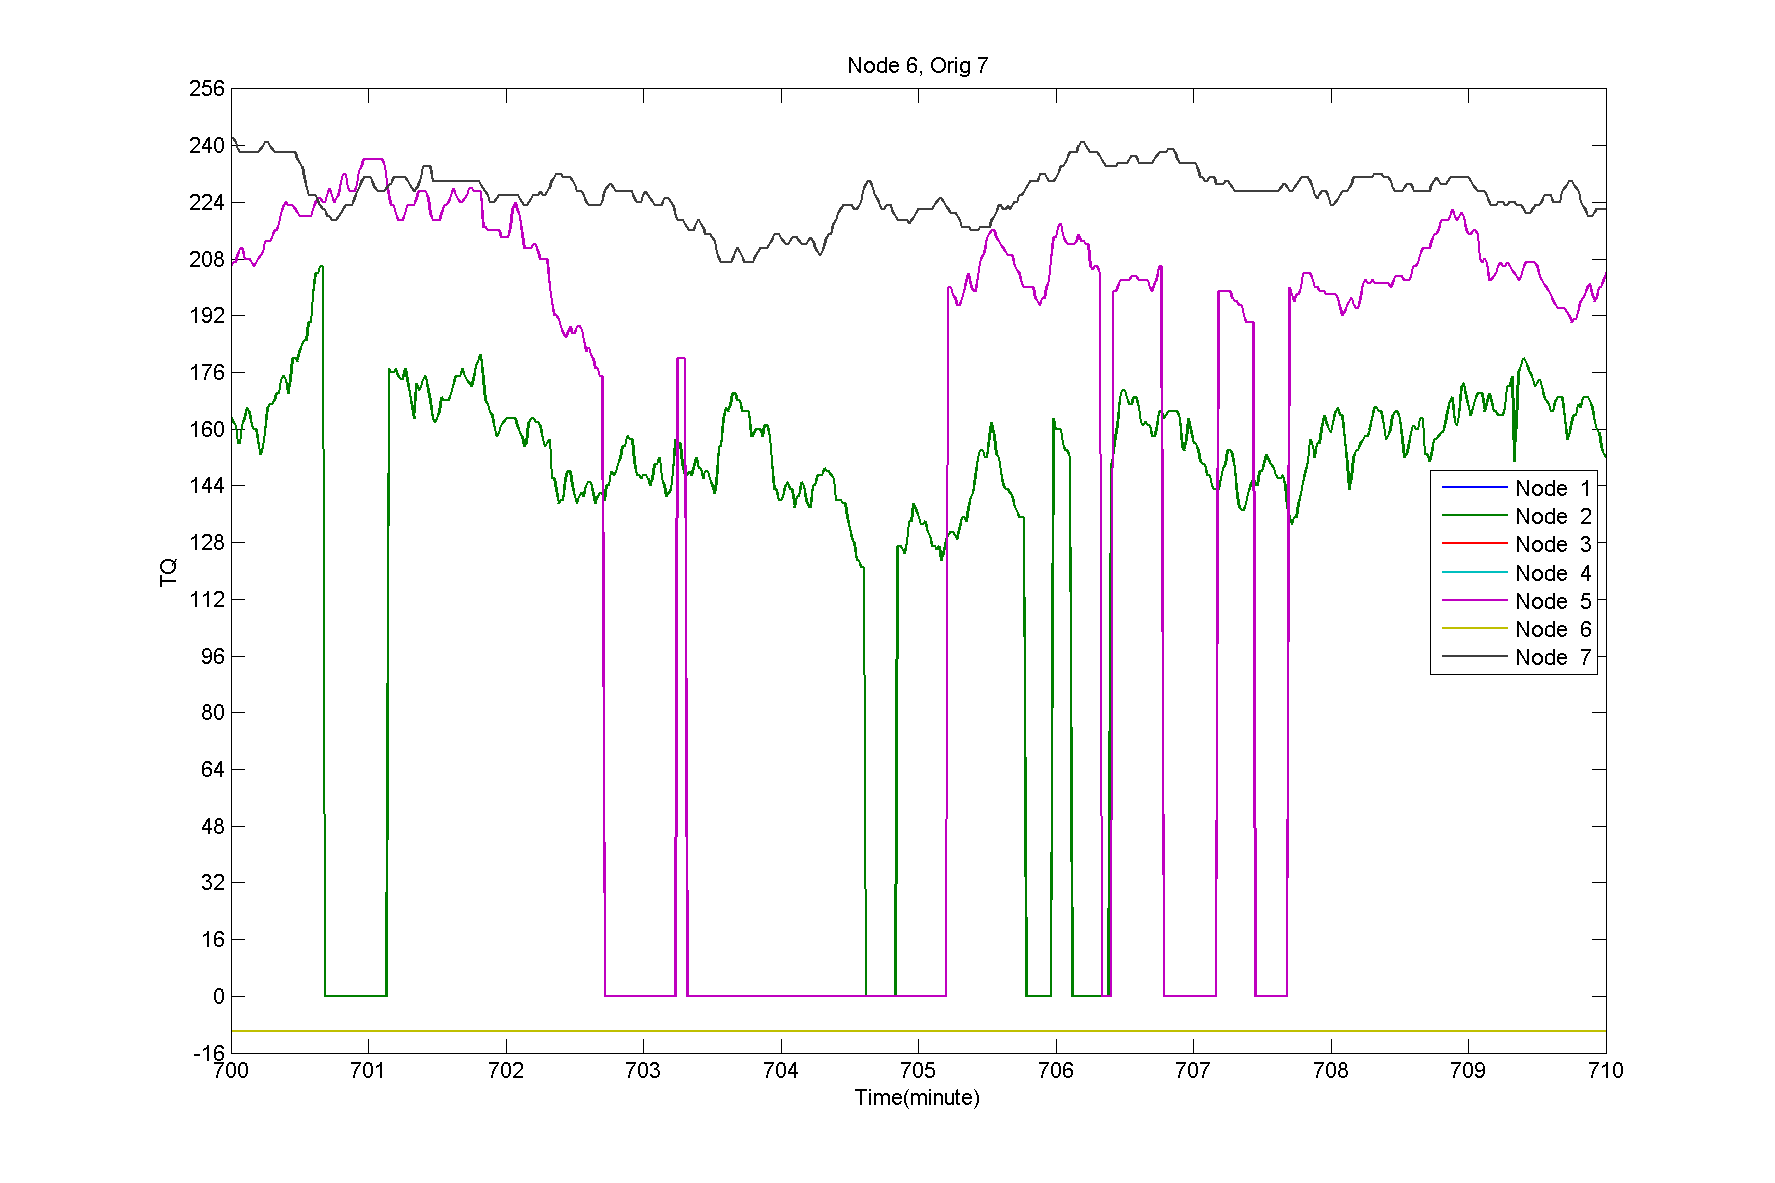 Node 6, Orig 7
256
240
224
208
192
176
160
144
128
112
96
80
64
48
32
16
0
-16
TQ
Node 1
Node 2
Node 3
Node 4
Node 5
Node 6
Node 7
700 701 702 703 704 705 706 707 708 709 710
Time(minute)